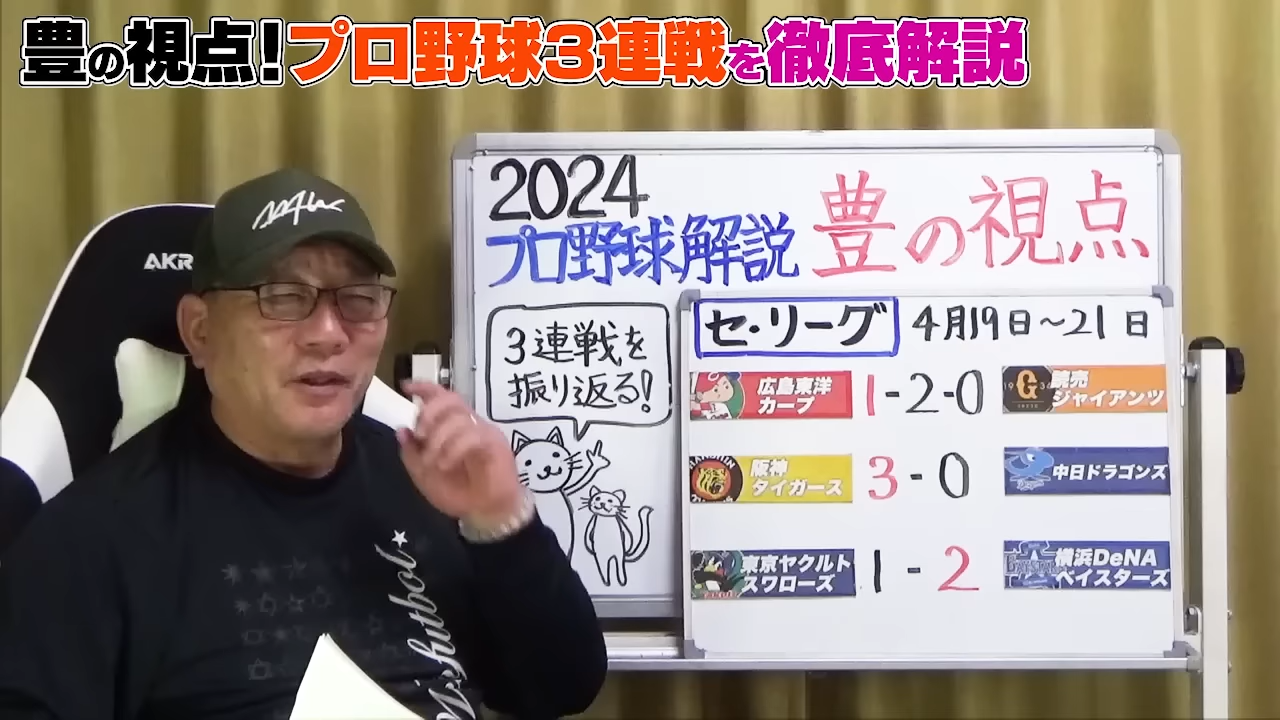 豊の視点!プロ野球3連戦を徹底解説
2024
プロ野球解説 豊の視点
3連戦を
振り返る!
セ・リーグ 4月19日～21日
広島東洋
カープ
1-2-0
読売
ジャイアンツ
阪神
タイガース
3-0
中日ドラゴンズ
東京ヤクルト
スワローズ
1-2
横浜DeNA
ベイスターズ